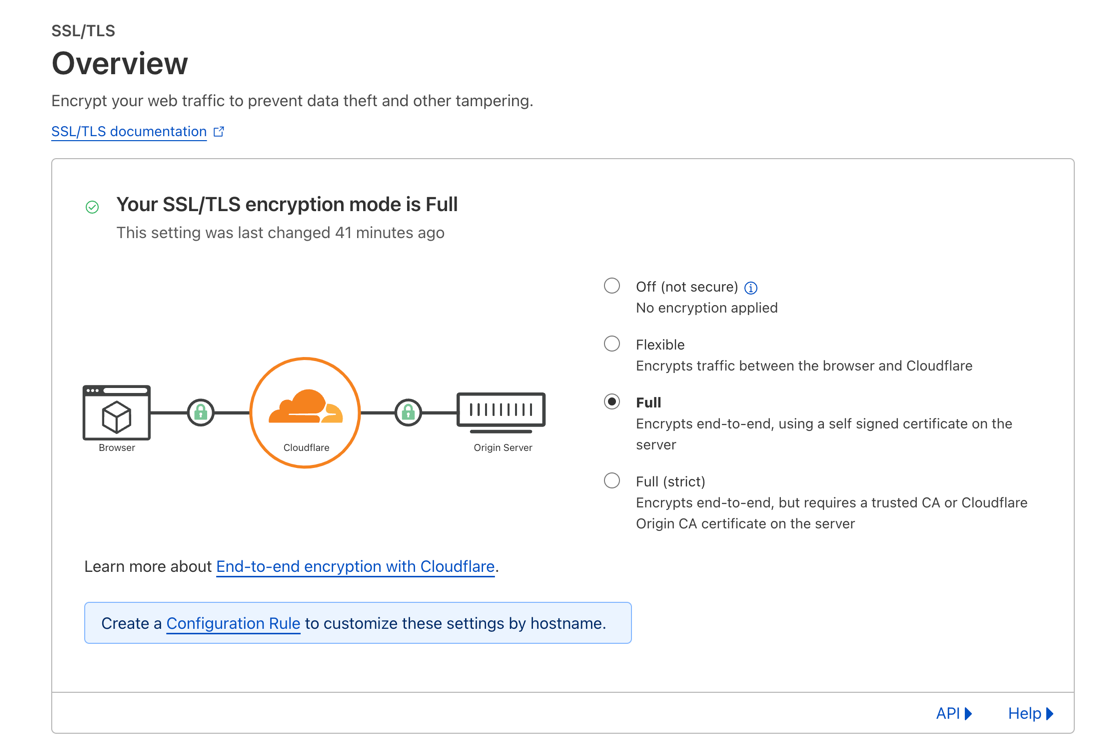 SSL/TLS
Overview
Encrypt your web traffic to prevent data theft and other tampering.
SSL/TLS documentation
Your SSL/TLS encryption mode is Full
This setting was last changed 41 minutes ago
Off (not secure)
No encryption applied
Flexible
Encrypts traffic between the browser and Cloudflare
Full
Encrypts end-to-end, using a self signed certificate on the
server
Full (strict)
Encrypts end-to-end, but requires a trusted CA or Cloudflare
Origin CA certificate on the server
Browser
Cloudflare
Origin Server
Learn more about End-to-end encryption with Cloudflare.
Create a Configuration Rule to customize these settings by hostname.
API
Help